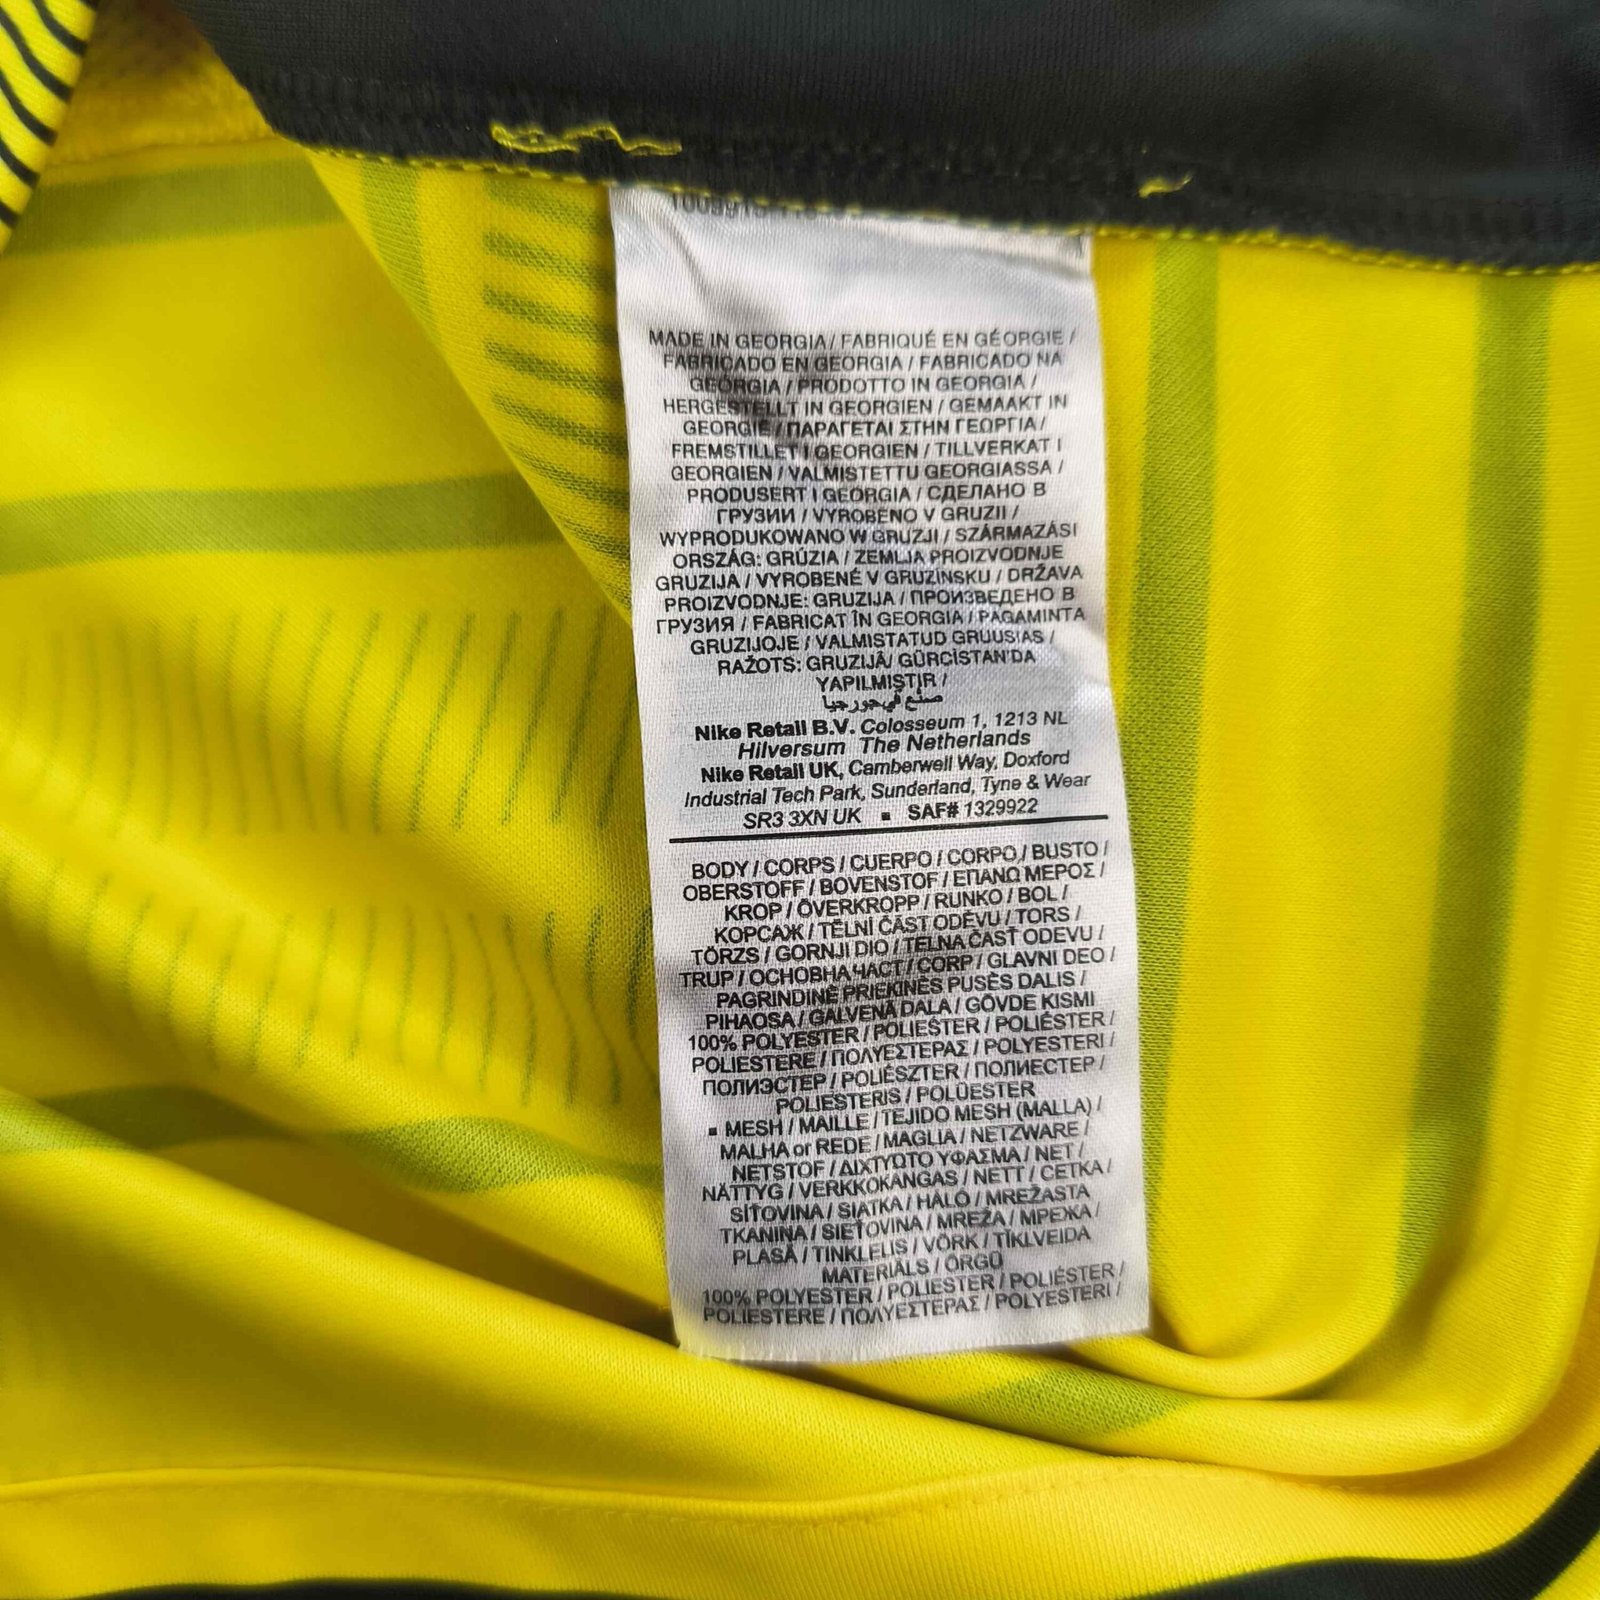 MADE IN GEORGIA / FABRIQUÉ EN GÉORGIE /
FABRICADO EN GEORGIA / FABRICADO NA
GEÓRGIA / PRODOTTO IN GEORGIA /
HERGESTELLT IN GEORGIEN / GEMAAKT IN
GEORGIË / ΠΑΡΑΓΕΤΑΙ ΣΤΗΝ ΓΕΩΡΓΙΑ /
FREMSTILLET I GEORGIEN / TILLVERKAT I
GEORGIEN / VALMISTETTU GEORGIASSA /
PRODUSERT I GEORGIA / СДЕЛАНО В
ГРУЗИИ / VYROBENO V GRUZII /
WYPRODUKOWANO W GRUZJI / SZÁRMAZÁSI
ORSZÁG: GRÚZIA / ZEMLJA PROIZVODNJE
GRUZIJA / VYROBENÉ V GRUZÍNSKU / DRŽAVA
PROIZVODNJE: GRUZIJA / ПРОИЗВЕДЕНО В
ГРУЗИЯ / FABRICAT ÎN GEORGIA / PAGAMINTA
GRUZIJOJE / VALMISTATUD GRUUSIAS /
RAŽOTS: GRUZIJĀ/ GÜRCİSTAN'DA
YAPILMIŞTIR /
صنع في جورجيا
Nike Retail B.V. Colosseum 1, 1213 NL
Hilversum The Netherlands
Nike Retail UK, Camberwell Way, Doxford
Industrial Tech Park, Sunderland, Tyne & Wear
SR3 3XN UK ▪ SAF# 1329922
BODY / CORPS / CUERPO / CORPO / BUSTO /
OBERSTOFF / BOVENSTOF / ΕΠΑΝΩ ΜΕΡΟΣ /
KROP / ÖVERKROPP / RUNKO / BOL /
КОРСАЖ / TĚLNÍ ČÁST ODĚVU / TORS /
TÖRZS / GORNJI DIO / TELNA ČASŤ ODEVU /
TRUP / ОСНОВНА ЧАСТ / CORP / GLAVNI DEO /
PAGRINDINĖ PRIEKINĖS PUSĖS DALIS /
PIHAOSA / GALVENĀ DAĻA / GÖVDE KISMI
100% POLYESTER / POLIESTER / POLIÉSTER /
POLIESTERE / ΠΟΛΥΕΣΤΕΡΑΣ / POLYESTERI /
ПОЛИЭСТЕР / POLIÉSZTER / ПОЛИЕСТЕР /
POLIESTERIS / POLÜESTER
▪ MESH / MAILLE / TEJIDO MESH (MALLA) /
MALHA or REDE / MAGLIA / NETZWARE /
NETSTOF / ΔΙΧΤΥΩΤΟ ΥΦΑΣΜΑ / NET /
NÄTTYG / VERKKOKANGAS / NETT / СЕТКА /
SÍŤOVINA / SIATKA / HÁLÓ / MREŽASTA
TKANINA / SIEŤOVINA / MREŽA / МРЕЖА /
PLASĂ / TINKLELIS / VÕRK / TĪKLVEIDA
MATERIĀLS / ÖRGÜ
100% POLYESTER / POLIESTER / POLIÉSTER /
POLIESTERE / ΠΟΛΥΕΣΤΕΡΑΣ / POLYESTERI /